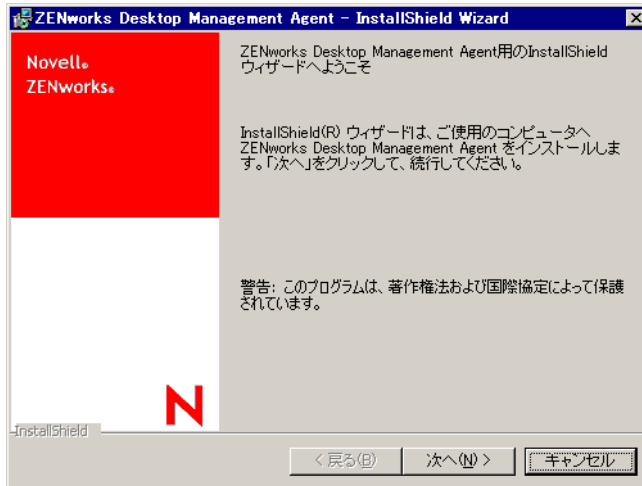 ZENworks Desktop Management Agent - InstallShield Wizard
Novell®
ZENworks®
ZENworks Desktop Management Agent用のInstallShield
ウィザードへようこそ
InstallShield(R) ウィザードは、ご使用のコンピュータへ
ZENworks Desktop Management Agent をインストールしま
す。「次へ」をクリックして、続行してください。
警告: このプログラムは、著作権法および国際協定によって保護
されています。
N
InstallShield
< 戻る(B)
次へ(N) >
キャンセル